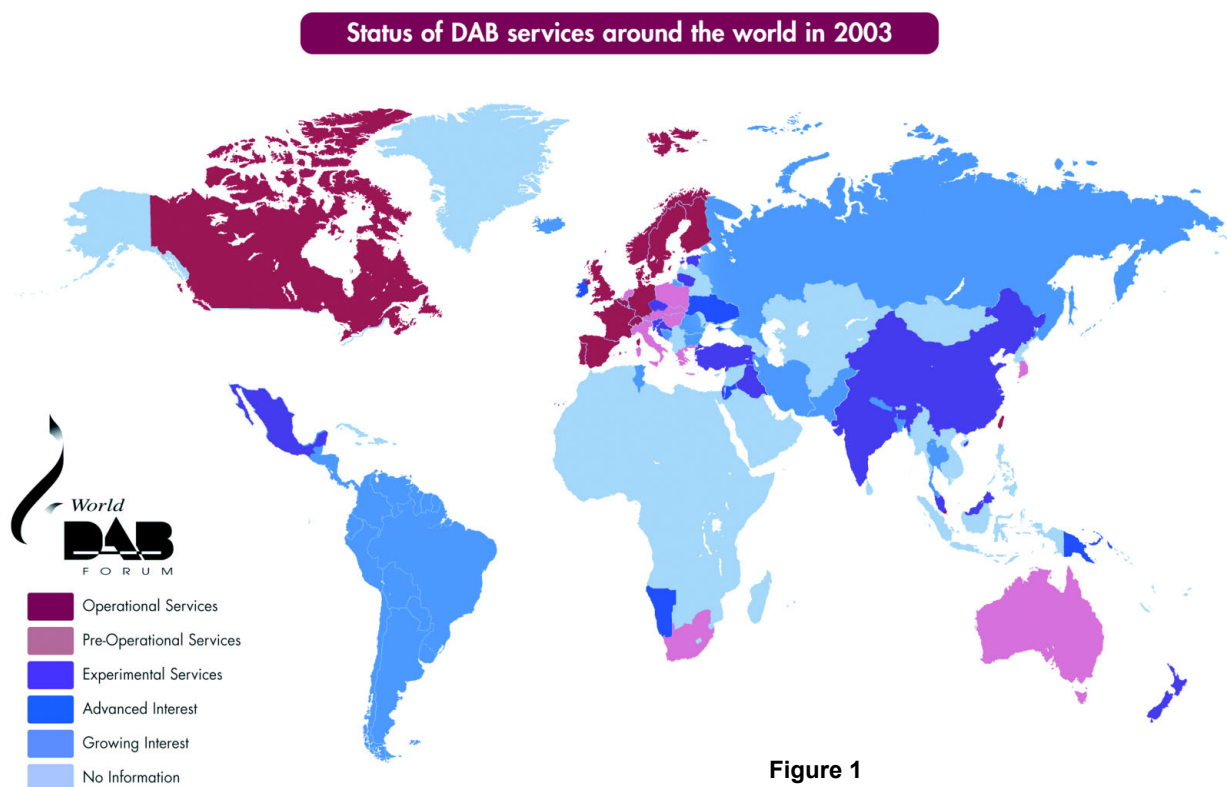 Status of DAB services around the world in 2003
World
DAB
FORUM
Operational Services
Pre-Operational Services
Experimental Services
Advanced Interest
Growing Interest
No Information
Figure 1